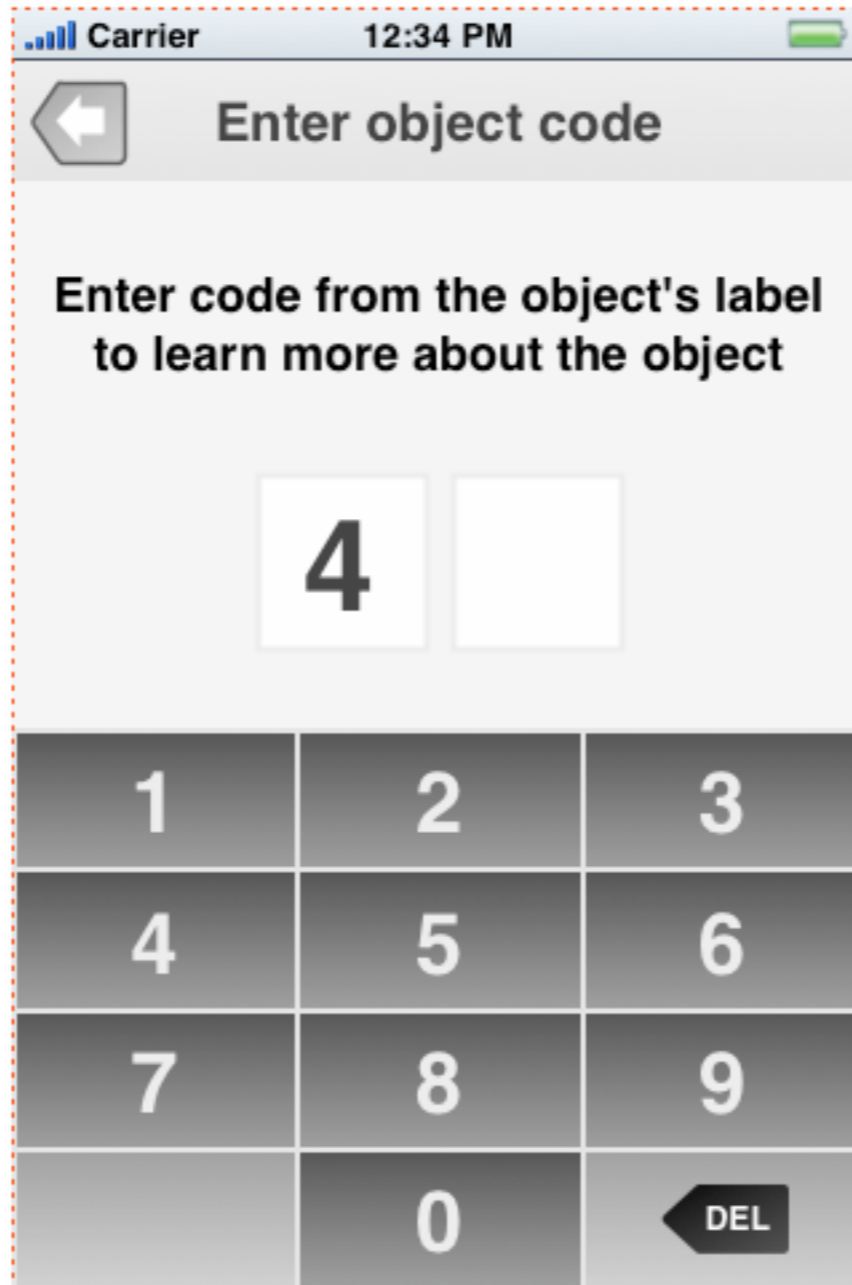 Carrier 12:34 PM
Enter object code
Enter code from the object's label
to learn more about the object
4
1 2 3
4 5 6
7 8 9
0 DEL